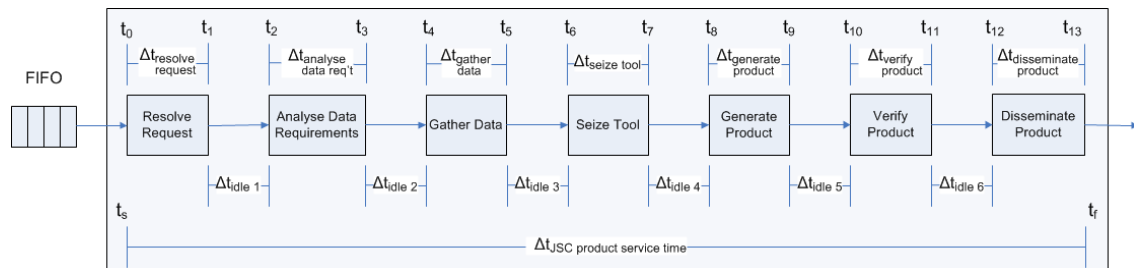 t0 t1 t2 t3 t4 t5 t6 t7 t8 t9 t10 t11 t12 t13
Δtresolve request
Δtanalyse data req't
Δtgather data
Δtseize tool
Δtgenerate product
Δtverify product
Δtdisseminate product
FIFO
Resolve
Request
Analyse Data
Requirements
Gather Data
Seize Tool
Generate
Product
Verify
Product
Disseminate
Product
Δtidle 1 Δtidle 2 Δtidle 3 Δtidle 4 Δtidle 5 Δtidle 6
ts tf
ΔtJSC product service time